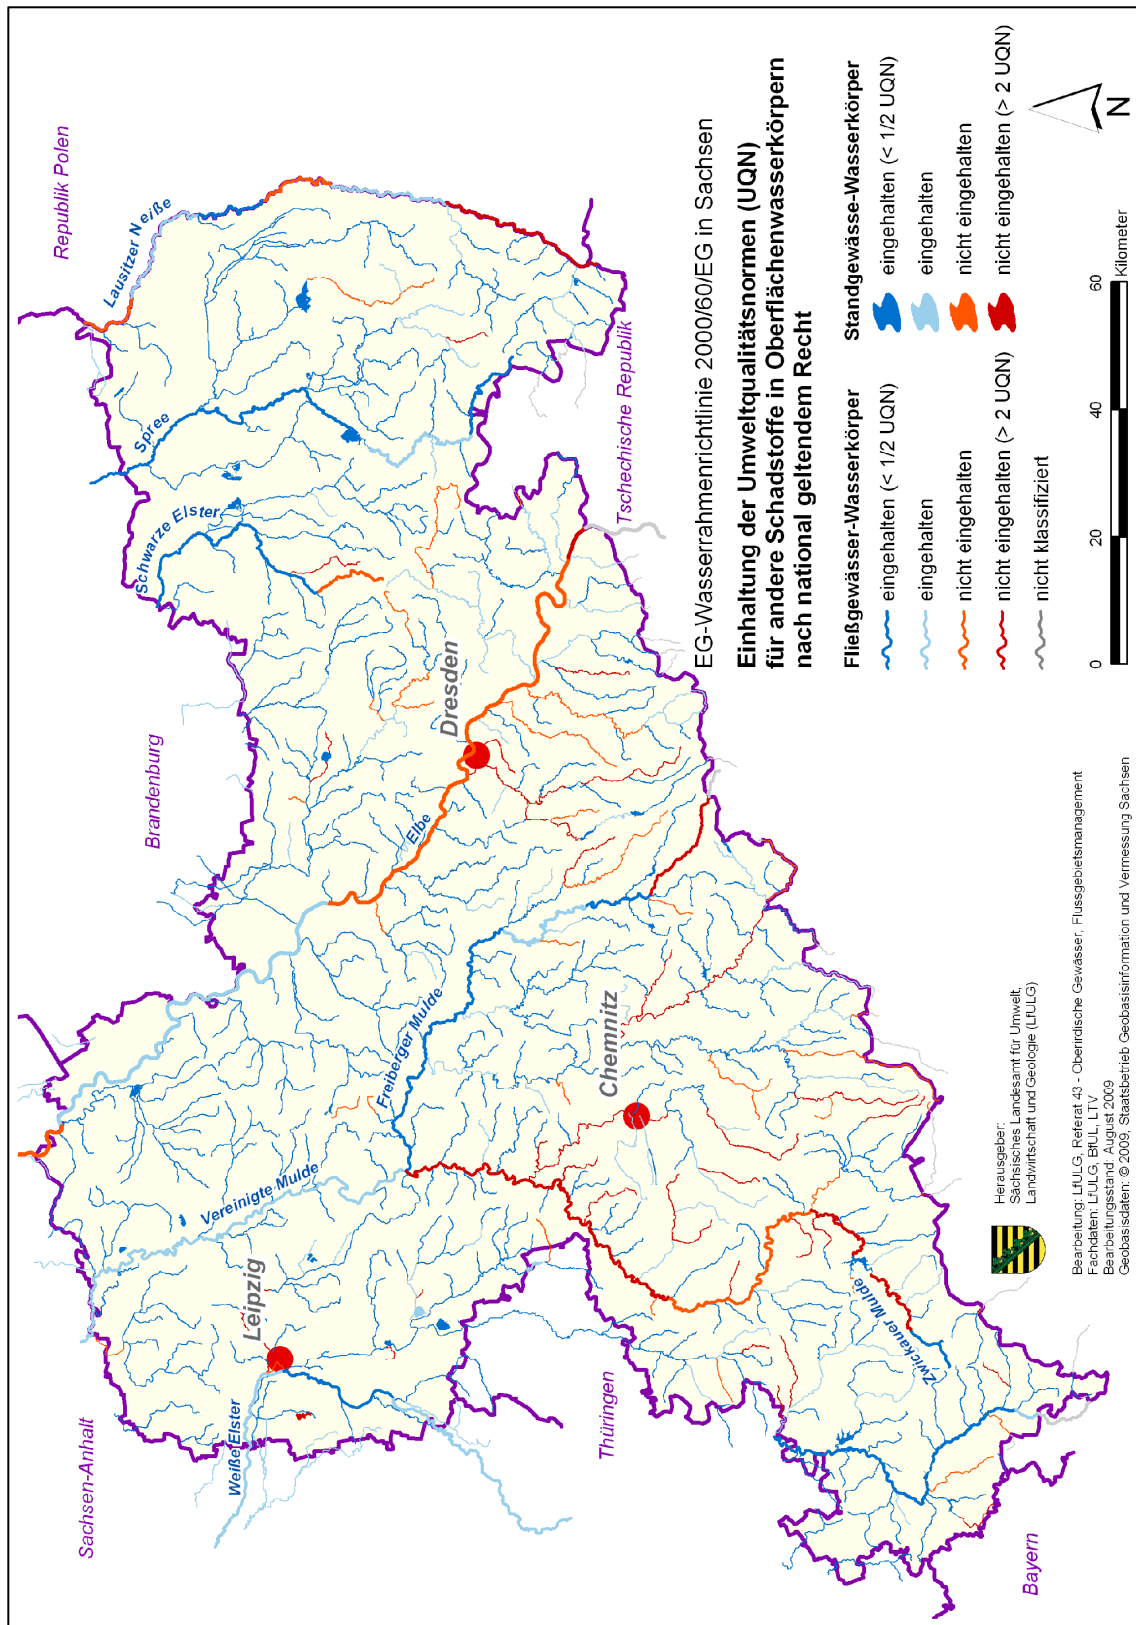 Republik Polen
Lausitzer Neiße
Spree
Schwarze Elster
Tschechische Republik
Brandenburg
Dresden
Elbe
Freiberger Mulde
Chemnitz
Vereinigte Mulde
Leipzig
Weiße Elster
Sachsen-Anhalt
Thüringen
Zwickauer Mulde
Bayern
EG-Wasserrahmenrichtlinie 2000/60/EG in Sachsen
Einhaltung der Umweltqualitätsnormen (UQN)
für andere Schadstoffe in Oberflächenwasserkörpern
nach national geltendem Recht
Fließgewässer-Wasserkörper
eingehalten (< 1/2 UQN)
eingehalten
nicht eingehalten
nicht eingehalten (> 2 UQN)
nicht klassifiziert
Standgewässe-Wasserkörper
eingehalten (< 1/2 UQN)
eingehalten
nicht eingehalten
nicht eingehalten (> 2 UQN)
0 20 40 60
Kilometer
N
Herausgeber:
Sächsisches Landesamt für Umwelt,
Landwirtschaft und Geologie (LfULG)
Bearbeitung: LfULG, Referat 43 - Oberirdische Gewässer, Flussgebietsmanagement
Fachdaten: LfULG, BfUL, LTV
Bearbeitungsstand: August 2009
Geobasisdaten: © 2009, Staatsbetrieb Geobasisinformation und Vermessung Sachsen